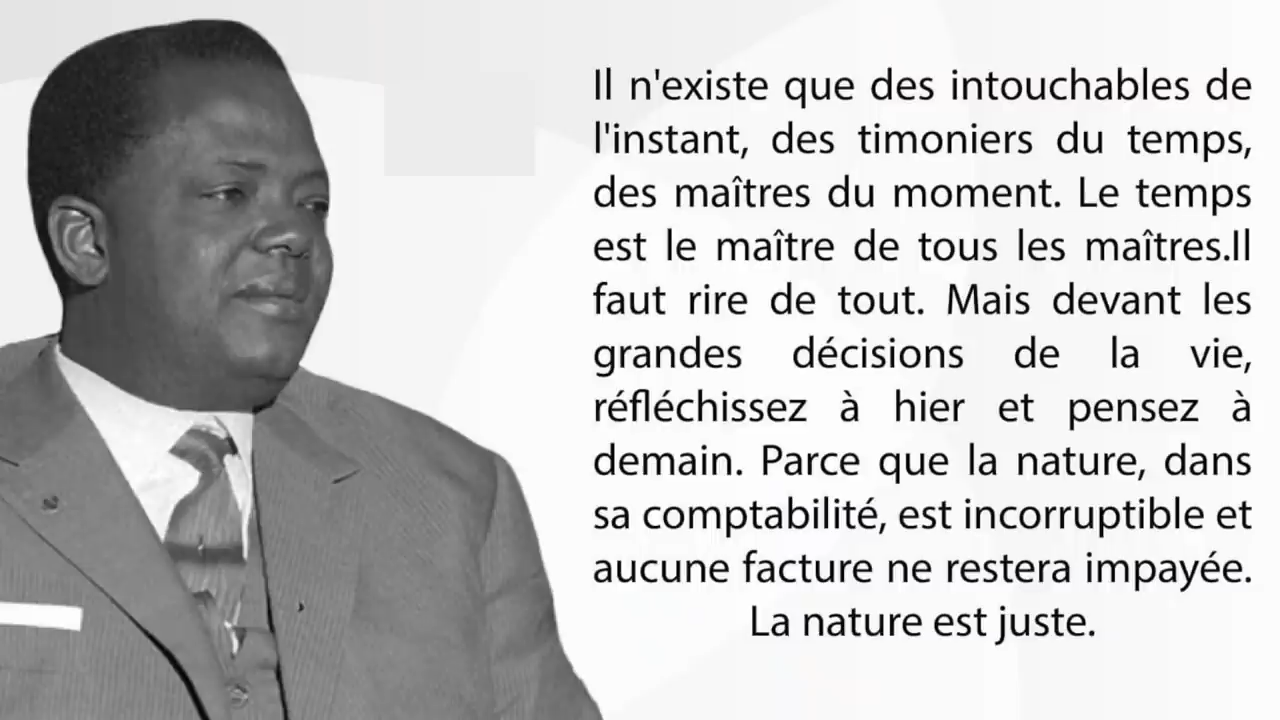 Il n'existe que des intouchables de
l'instant, des timoniers du temps,
des maîtres du moment. Le temps
est le maître de tous les maîtres.Il
faut rire de tout. Mais devant les
grandes décisions de la vie,
réfléchissez à hier et pensez à
demain. Parce que la nature, dans
sa comptabilité, est incorruptible et
aucune facture ne restera impayée.
La nature est juste.